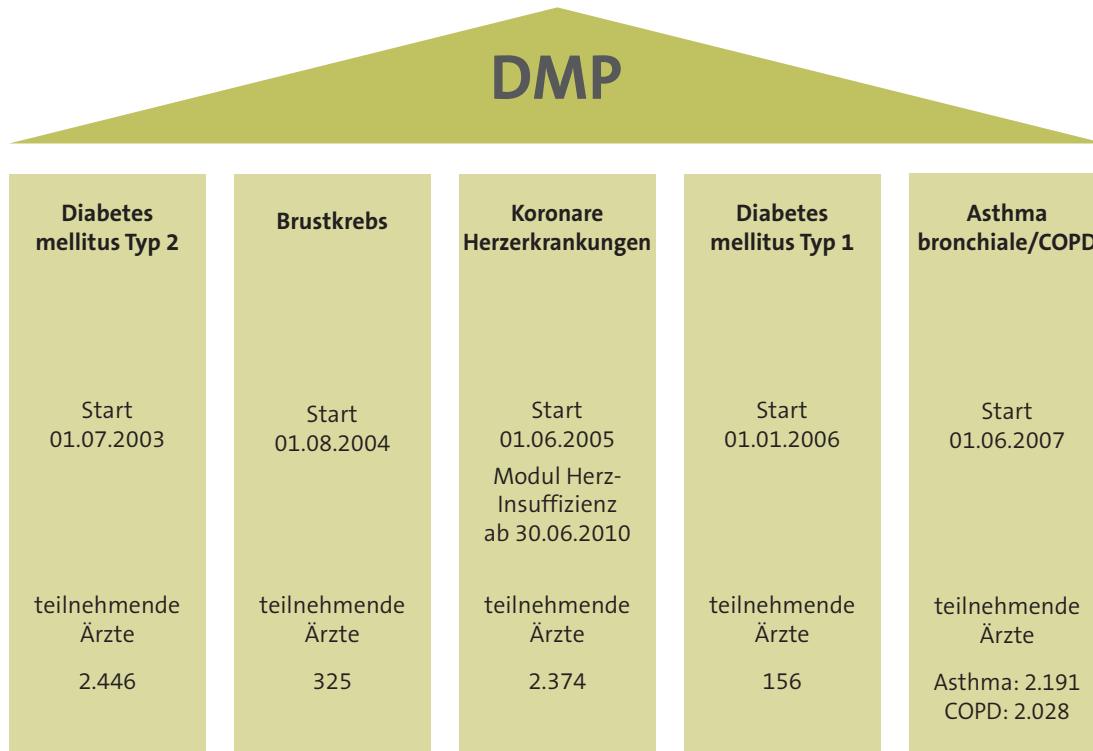 DMP
Diabetes
mellitus Typ 2
Start
01.07.2003
teilnehmende
Ärzte
2.446
Brustkrebs
Start
01.08.2004
teilnehmende
Ärzte
325
Koronare
Herzerkrankungen
Start
01.06.2005
Modul Herz-
Insuffizienz
ab 30.06.2010
teilnehmende
Ärzte
2.374
Diabetes
mellitus Typ 1
Start
01.01.2006
teilnehmende
Ärzte
156
Asthma
bronchiale/COPD
Start
01.06.2007
teilnehmende
Ärzte
Asthma: 2.191
COPD: 2.028